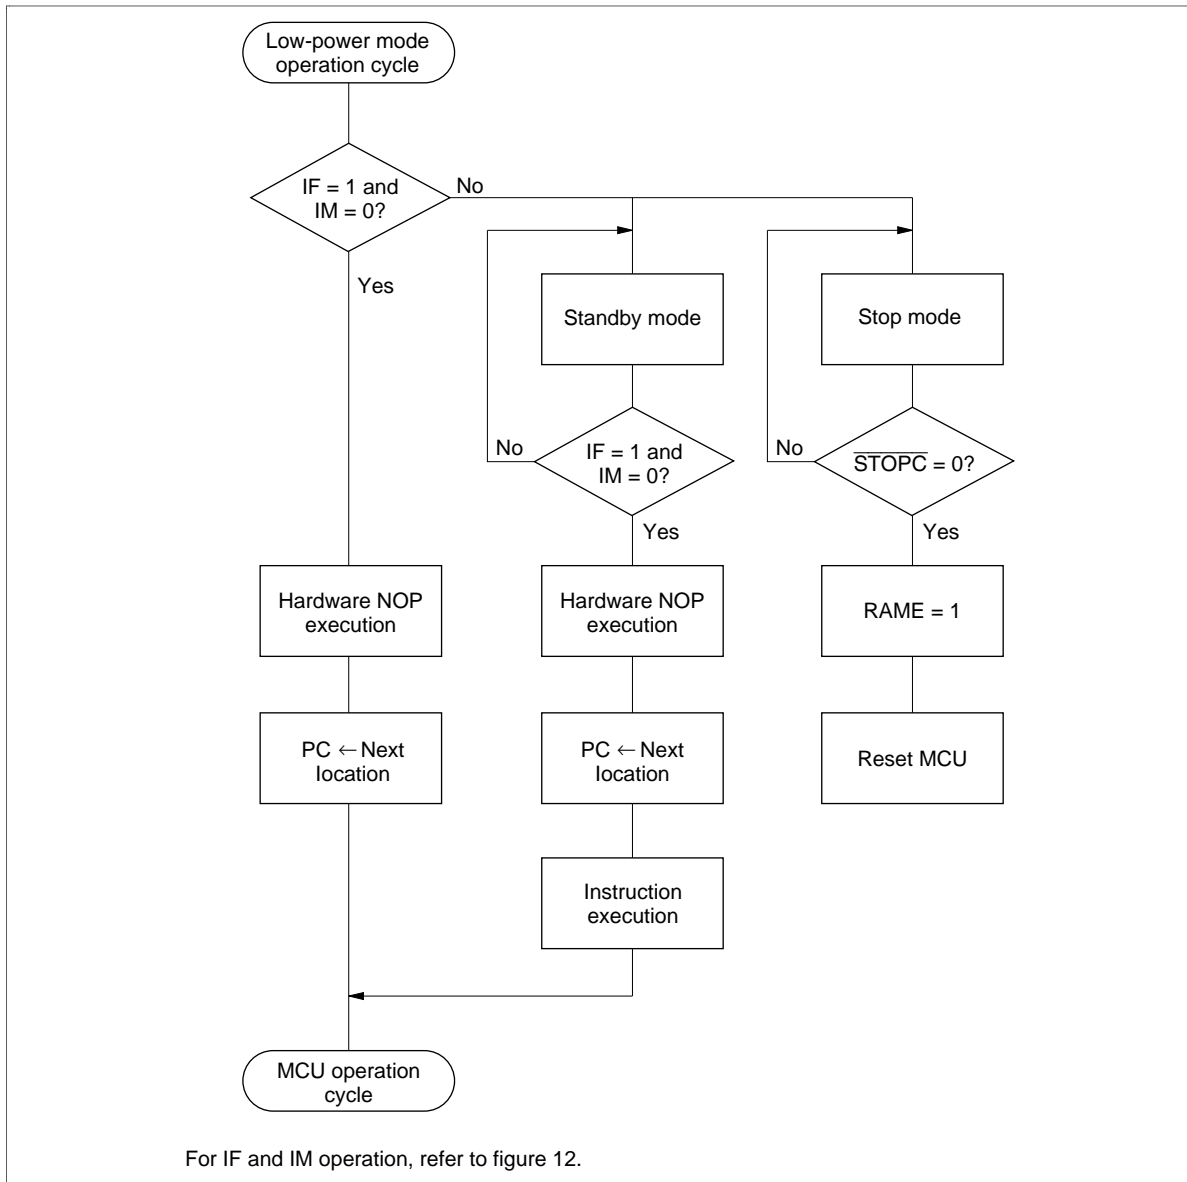 Low-power mode
operation cycle
IF = 1 and
IM = 0?
No
Yes
Standby mode
Stop mode
No
IF = 1 and
IM = 0?
Yes
No
S̅T̅O̅P̅C̅ = 0?
Yes
Hardware NOP
execution
Hardware NOP
execution
RAME = 1
PC ← Next
location
PC ← Next
location
Reset MCU
Instruction
execution
MCU operation
cycle
For IF and IM operation, refer to figure 12.